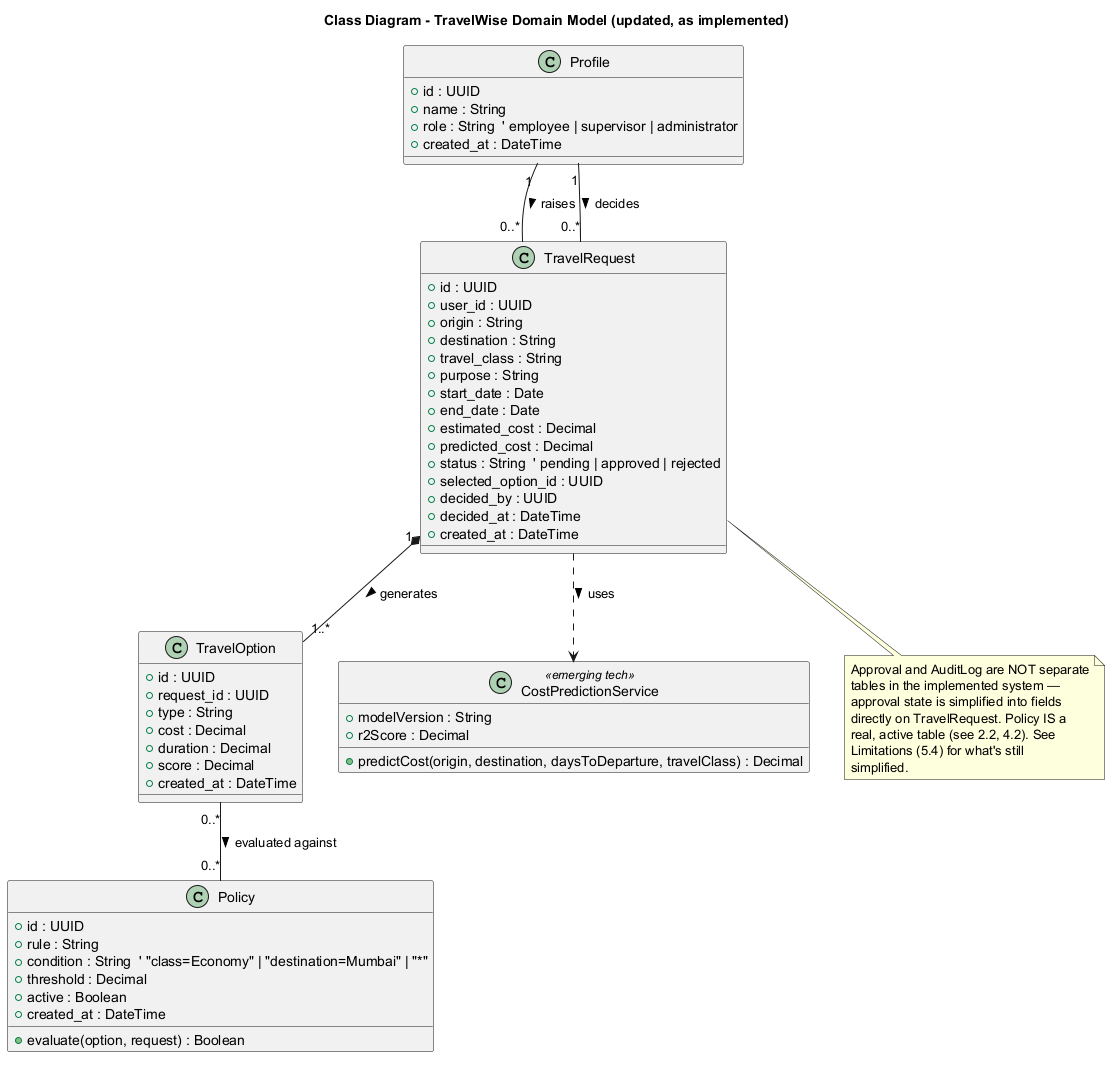 Class Diagram - TravelWise Domain Model (updated, as implemented)
C Profile
id : UUID
name : String
role : String ' employee | supervisor | administrator
created_at : DateTime
1
1
raises
decides
0..*
0..*
C TravelRequest
id : UUID
user_id : UUID
origin : String
destination : String
travel_class : String
purpose : String
start_date : Date
end_date : Date
estimated_cost : Decimal
predicted_cost : Decimal
status : String ' pending | approved | rejected
selected_option_id : UUID
decided_by : UUID
decided_at : DateTime
created_at : DateTime
1
generates
uses
1..*
C TravelOption
id : UUID
request_id : UUID
type : String
cost : Decimal
duration : Decimal
score : Decimal
created_at : DateTime
«emerging tech»
C CostPredictionService
modelVersion : String
r2Score : Decimal
predictCost(origin, destination, daysToDeparture, travelClass) : Decimal
Approval and AuditLog are NOT separate
tables in the implemented system —
approval state is simplified into fields
directly on TravelRequest. Policy IS a
real, active table (see 2.2, 4.2). See
Limitations (5.4) for what's still
simplified.
0..*
evaluated against
0..*
C Policy
id : UUID
rule : String
condition : String ' "class=Economy" | "destination=Mumbai" | "*"
threshold : Decimal
active : Boolean
created_at : DateTime
evaluate(option, request) : Boolean